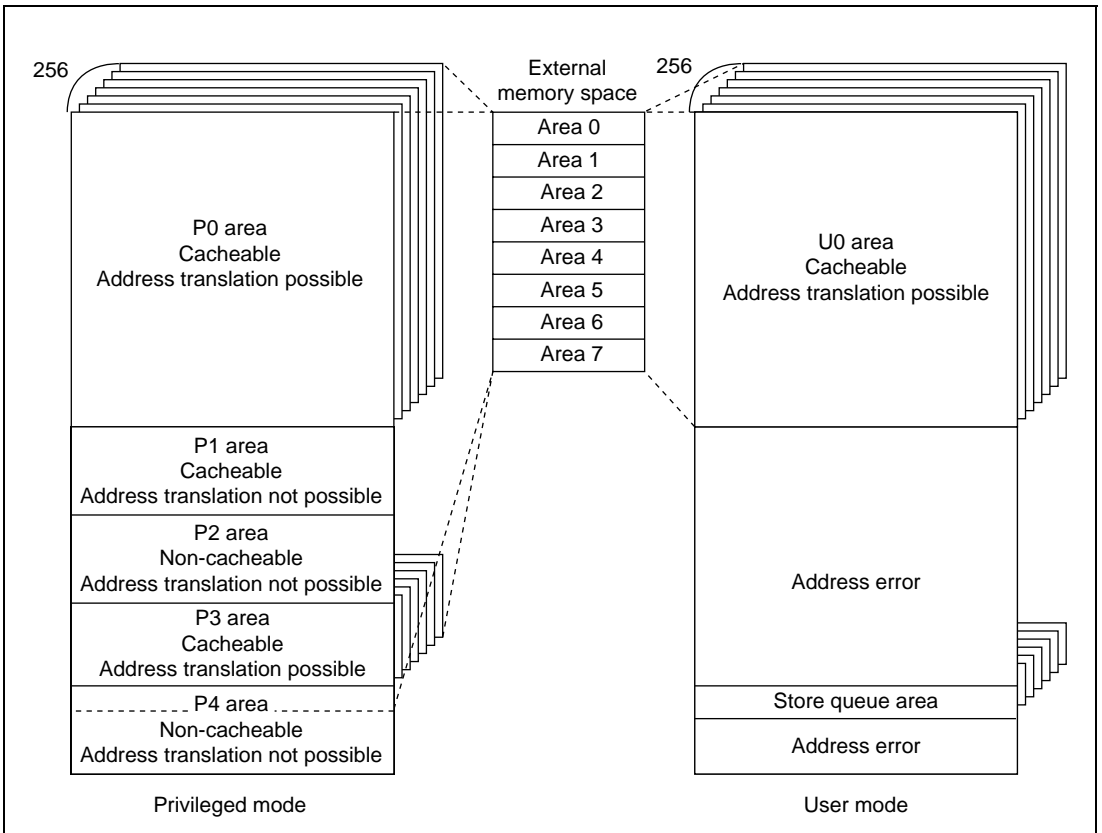 256
P0 area
Cacheable
Address translation possible
P1 area
Cacheable
Address translation not possible
P2 area
Non-cacheable
Address translation not possible
P3 area
Cacheable
Address translation possible
P4 area
Non-cacheable
Address translation not possible
Privileged mode
External
memory space
Area 0
Area 1
Area 2
Area 3
Area 4
Area 5
Area 6
Area 7
256
U0 area
Cacheable
Address translation possible
Address error
Store queue area
Address error
User mode